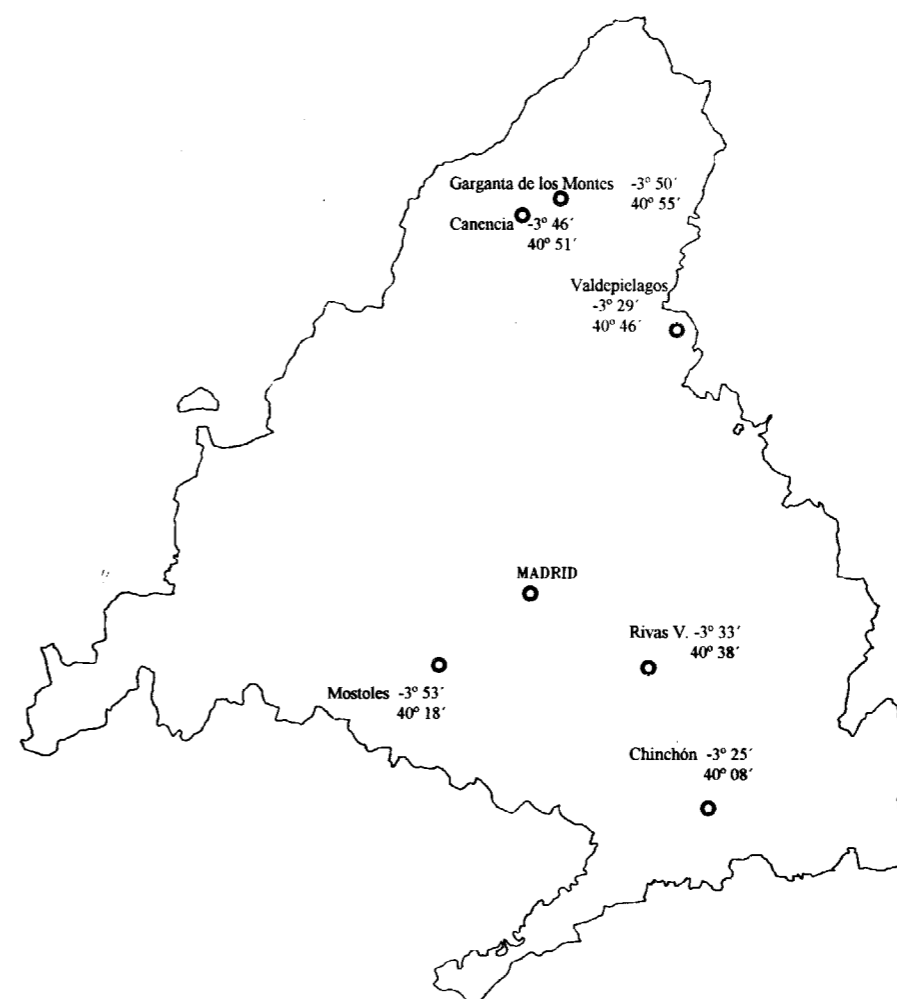 Garganta de los Montes -3º 50´
40º 55´
Canencia -3º 46´
40º 51´
Valdepielagos
-3º 29´
40º 46´
MADRID
Rivas V. -3º 33´
40º 38´
Mostoles -3º 53´
40º 18´
Chinchón -3º 25´
40º 08´